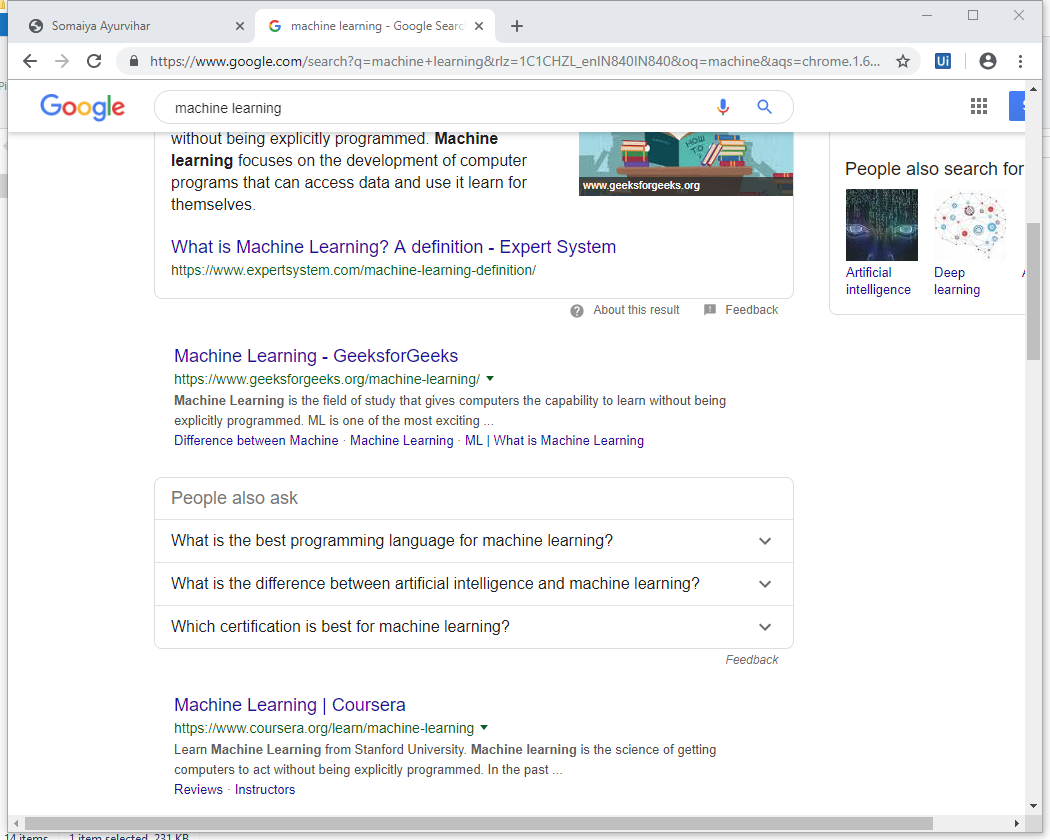 Somaiya Ayurvihar
machine learning - Google Searc
https://www.google.com/search?q=machine+learning&rlz=1C1CHZL_enIN840IN840&oq=machine&aqs=chrome.1.6...
Ui
Google
machine learning
without being explicitly programmed. Machine
learning focuses on the development of computer
programs that can access data and use it learn for
themselves.
HOW TO
www.geeksforgeeks.org
What is Machine Learning? A definition - Expert System
https://www.expertsystem.com/machine-learning-definition/
About this result
Feedback
People also search for
Artificial
intelligence
Deep
learning
Machine Learning - GeeksforGeeks
https://www.geeksforgeeks.org/machine-learning/
Machine Learning is the field of study that gives computers the capability to learn without being
explicitly programmed. ML is one of the most exciting ...
Difference between Machine · Machine Learning · ML | What is Machine Learning
People also ask
What is the best programming language for machine learning?
What is the difference between artificial intelligence and machine learning?
Which certification is best for machine learning?
Feedback
Machine Learning | Coursera
https://www.coursera.org/learn/machine-learning
Learn Machine Learning from Stanford University. Machine learning is the science of getting
computers to act without being explicitly programmed. In the past ...
Reviews · Instructors
14 items
1 item selected 231 KB